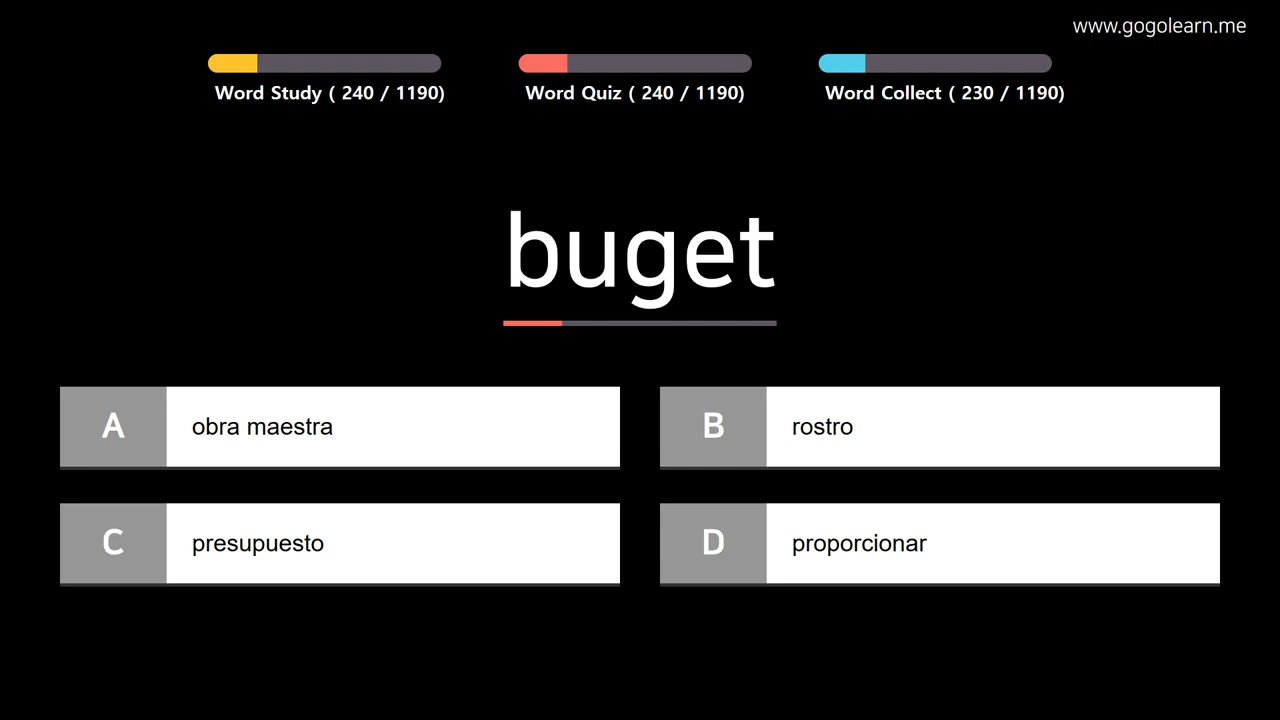 www.gogolearn.me
Word Study ( 240 / 1190)
Word Quiz ( 240 / 1190)
Word Collect ( 230 / 1190)
buget
A
obra maestra
B
rostro
C
presupuesto
D
proporcionar